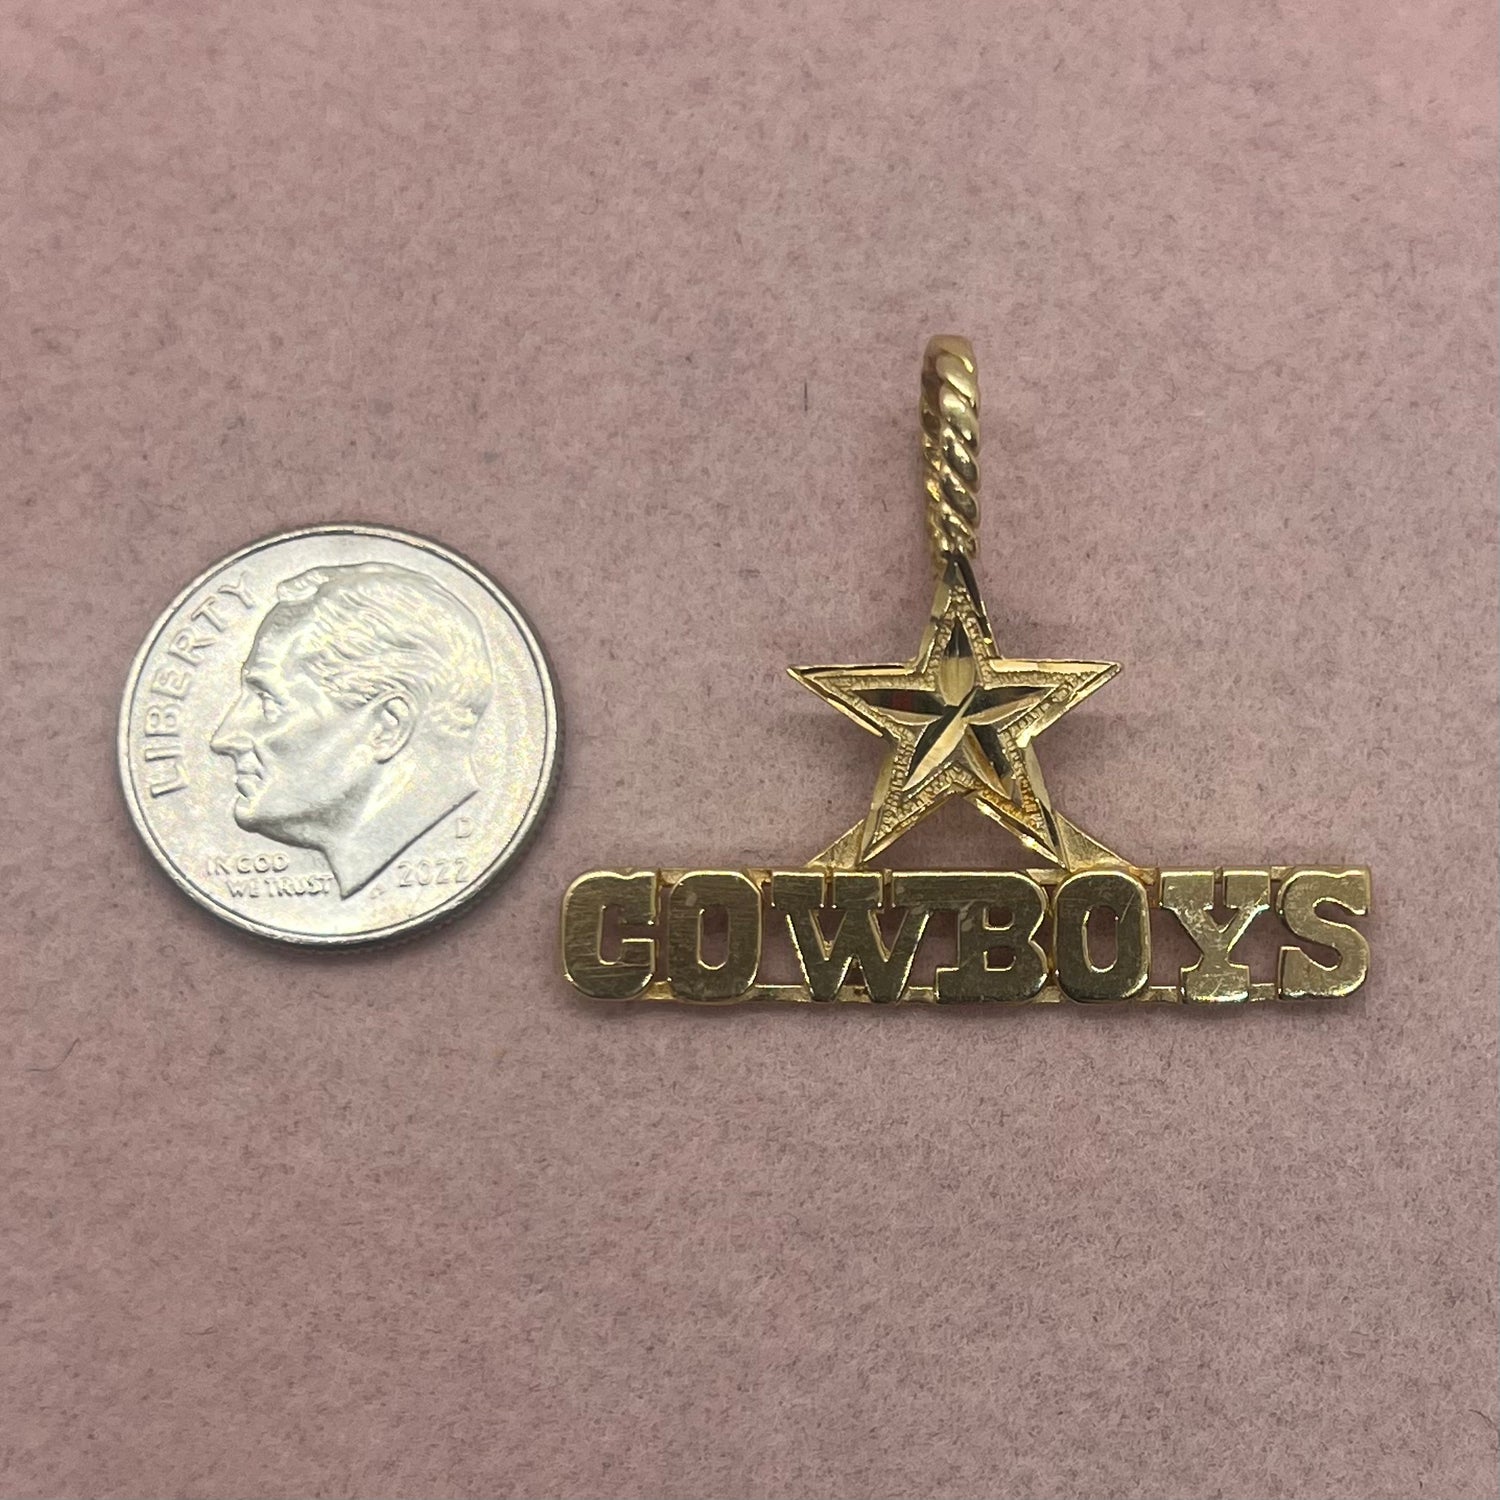 LIBERTY
IN GOD
WE TRUST
D
2022
COWBOYS